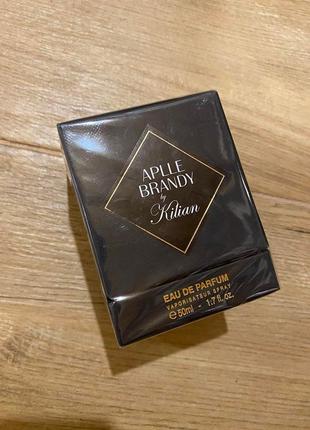 APLLE
BRANDY
by
Kilian
EAU DE PARFUM
VAPORISATEUR SPRAY
℮50ml - 1.7 fl.oz.